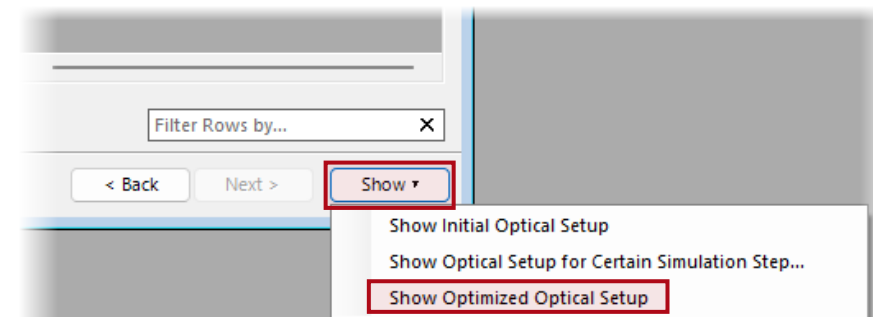 Filter Rows by...
< Back Next > Show
Show Initial Optical Setup
Show Optical Setup for Certain Simulation Step...
Show Optimized Optical Setup